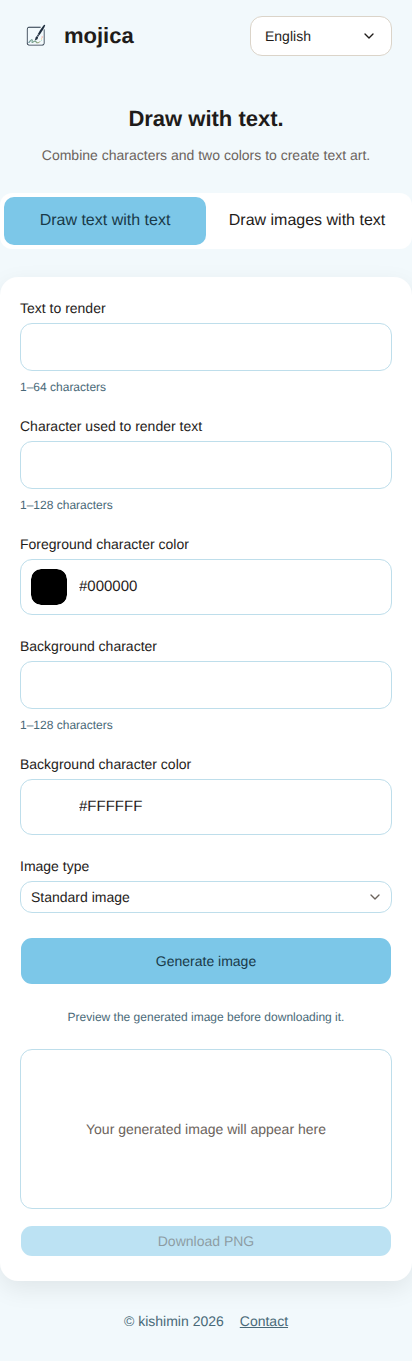 mojica
English
Draw with text.
Combine characters and two colors to create text art.
Draw text with text
Draw images with text
Text to render
1–64 characters
Character used to render text
1–128 characters
Foreground character color
#000000
Background character
1–128 characters
Background character color
#FFFFFF
Image type
Standard image
Generate image
Preview the generated image before downloading it.
Your generated image will appear here
Download PNG
© kishimin 2026
Contact